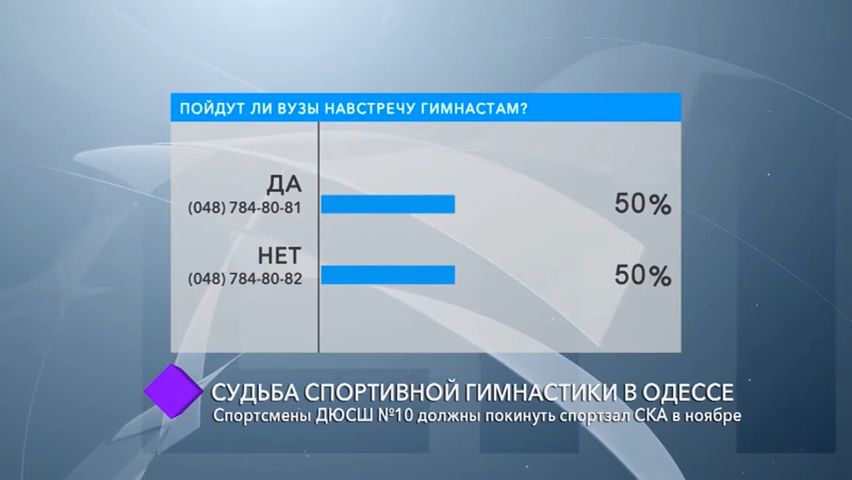 ПОЙДУТ ЛИ ВУЗЫ НАВСТРЕЧУ ГИМНАСТАМ?
ДА
(048) 784-80-81
50%
НЕТ
(048) 784-80-82
50%
СУДЬБА СПОРТИВНОЙ ГИМНАСТИКИ В ОДЕССЕ
Спортсмены ДЮСШ №10 должны покинуть спортзал СКА в ноябре